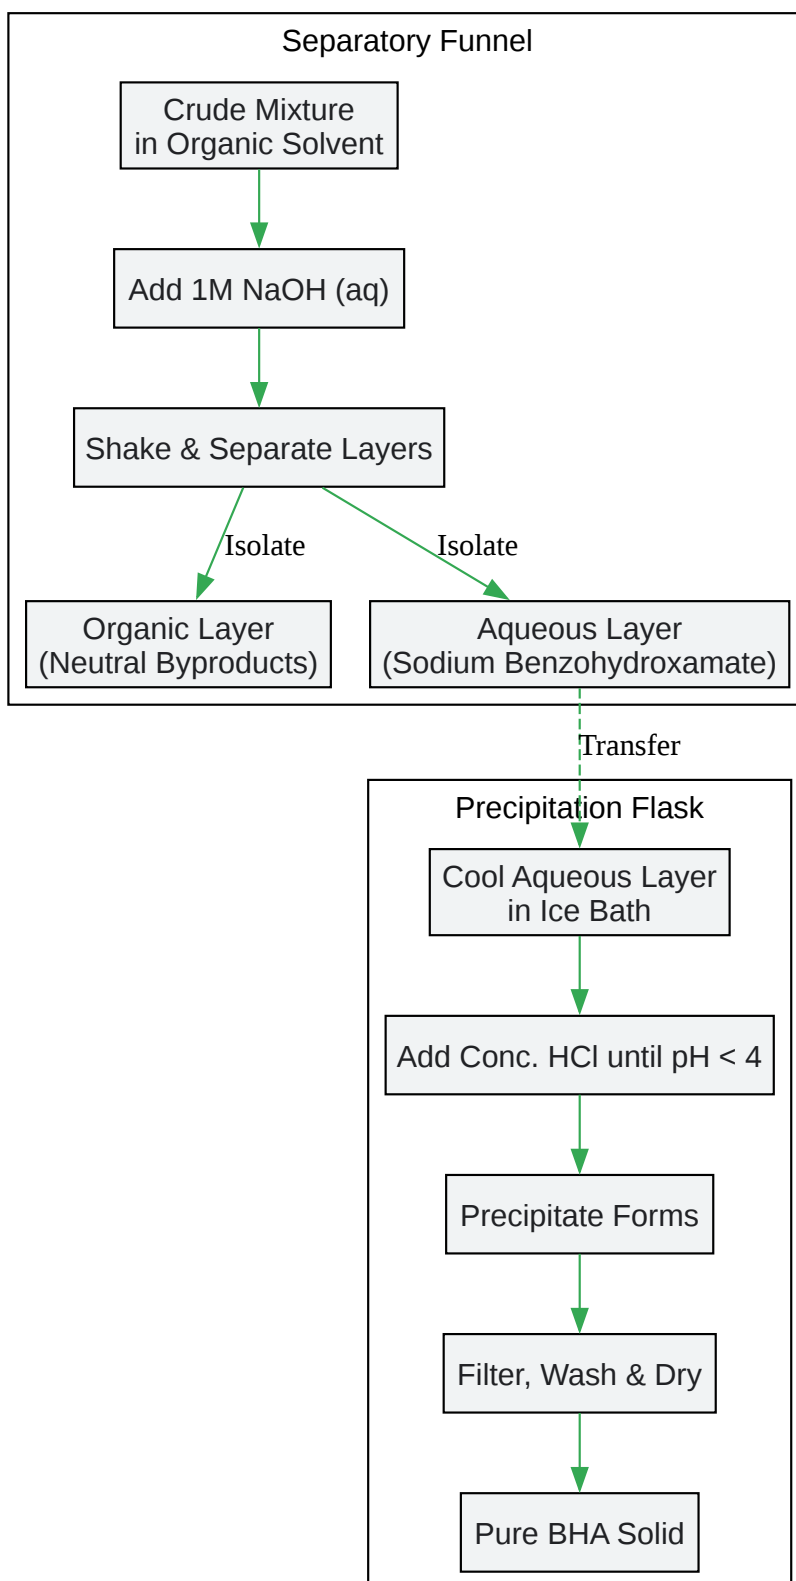 Separatory Funnel
Crude Mixture
in Organic Solvent
Add 1M NaOH (aq)
Shake & Separate Layers
Isolate
Isolate
Organic Layer
(Neutral Byproducts)
Aqueous Layer
(Sodium Benzohydroxamate)
Transfer
Precipitation Flask
Cool Aqueous Layer
in Ice Bath
Add Conc. HCl until pH < 4
Precipitate Forms
Filter, Wash & Dry
Pure BHA Solid